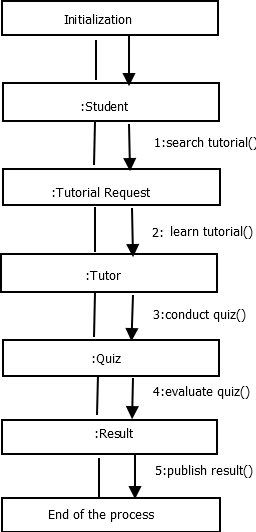 Initialization
:Student
1:search tutorial()
:Tutorial Request
2: learn tutorial()
:Tutor
3:conduct quiz()
:Quiz
4:evaluate quiz()
:Result
5:publish result()
End of the process